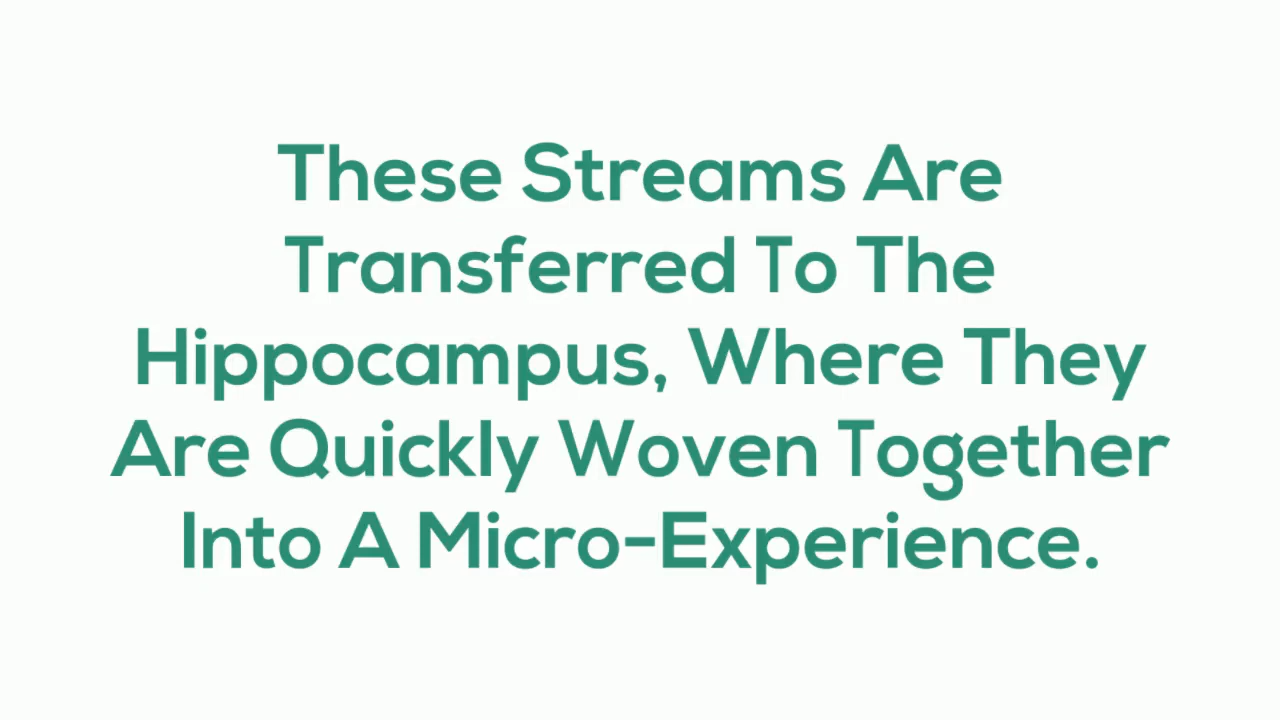 These Streams Are
Transferred To The
Hippocampus, Where They
Are Quickly Woven Together
Into A Micro-Experience.